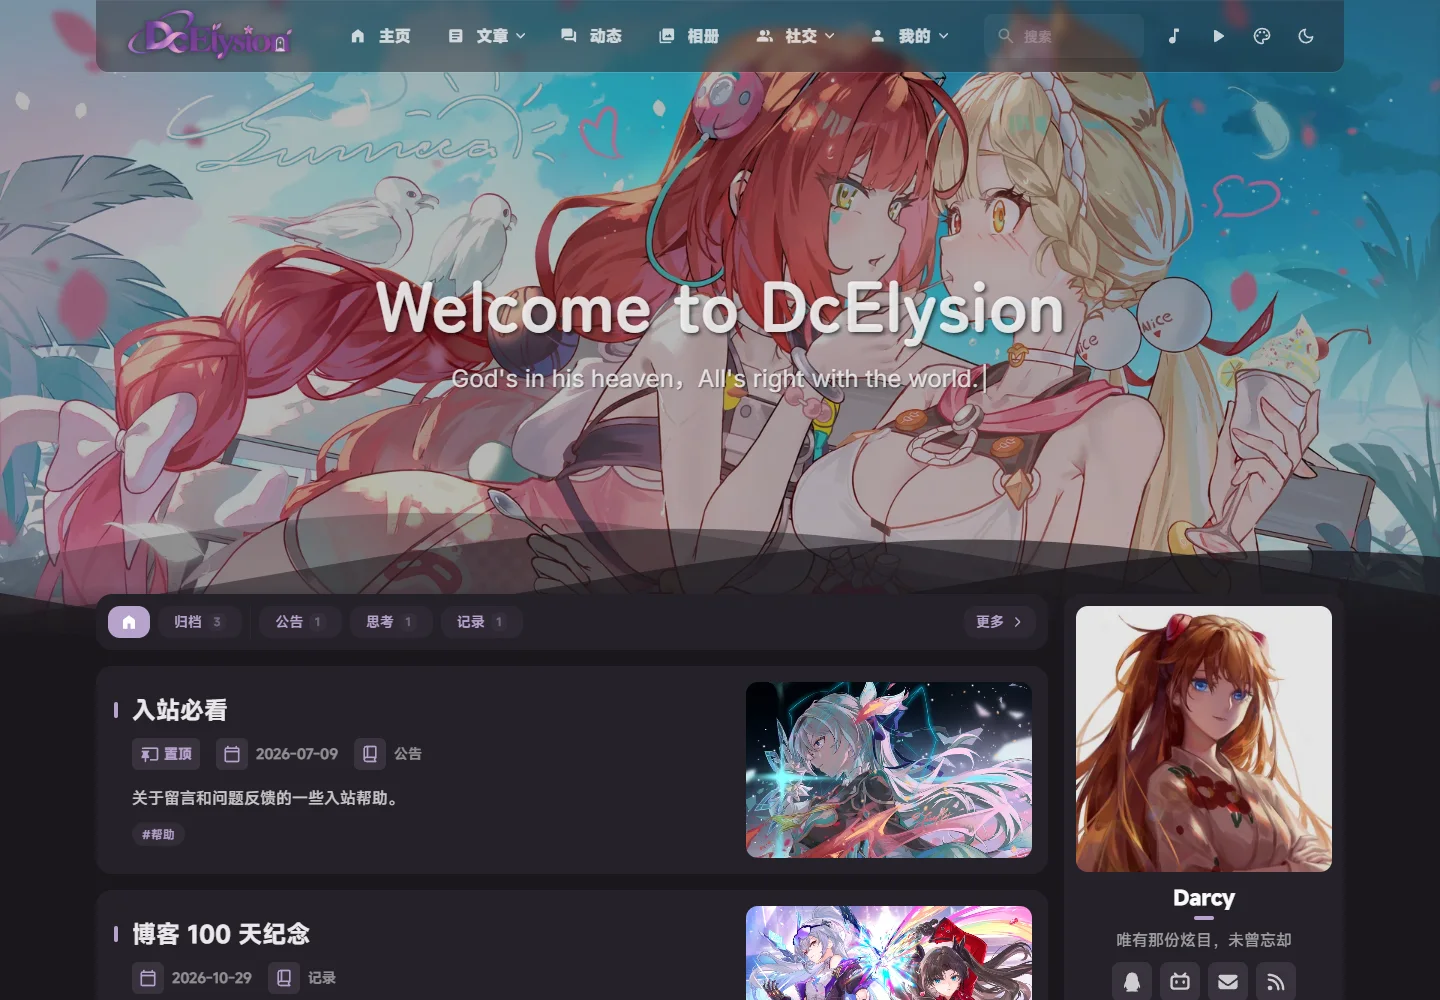 DcElysion
主页
文章
动态
相册
社交
我的
搜索
Summer
Nice
Nice
Welcome to DcElysion
God's in his heaven，All's right with the world.
归档 3
公告 1
思考 1
记录 1
更多
入站必看
置顶 2026-07-09 公告
关于留言和问题反馈的一些入站帮助。
#帮助
博客 100 天纪念
2026-10-29 记录
Darcy
唯有那份炫目，未曾忘却